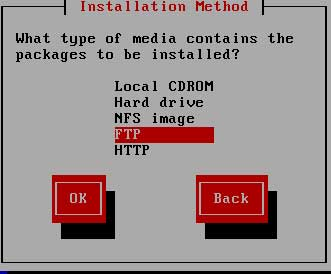 Installation Method
What type of media contains the
packages to be installed?
Local CDROM
Hard drive
NFS image
FTP
HTTP
OK
Back